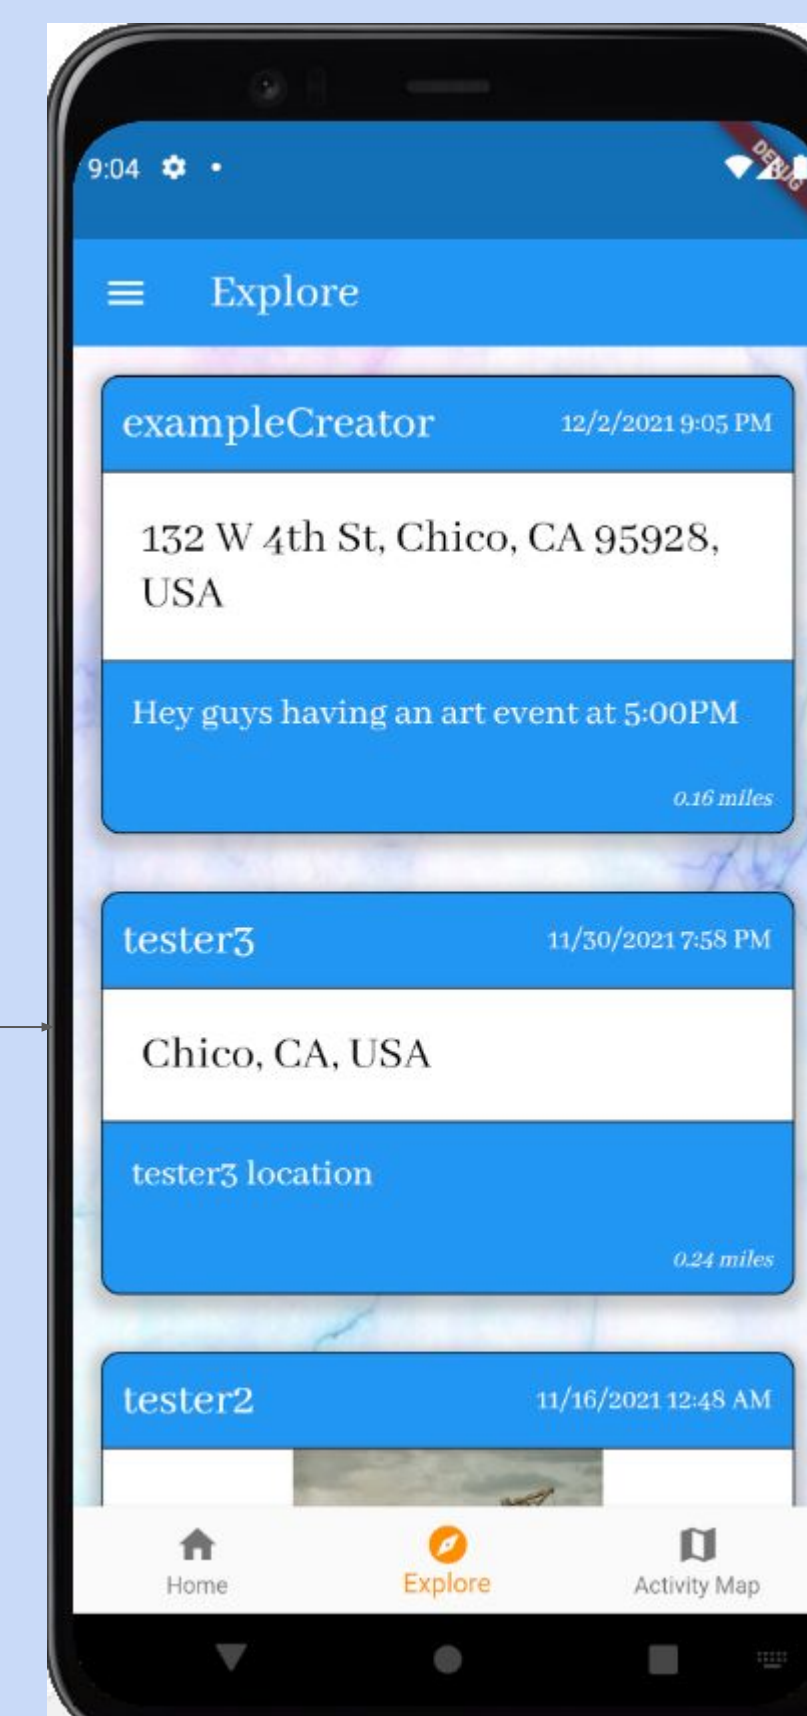 9:04
DEBUG
Explore
exampleCreator 12/2/2021 9:05 PM
132 W 4th St, Chico, CA 95928,
USA
Hey guys having an art event at 5:00PM
0.16 miles
tester3 11/30/2021 7:58 PM
Chico, CA, USA
tester3 location
0.24 miles
tester2 11/16/2021 12:48 AM
Home Explore Activity Map